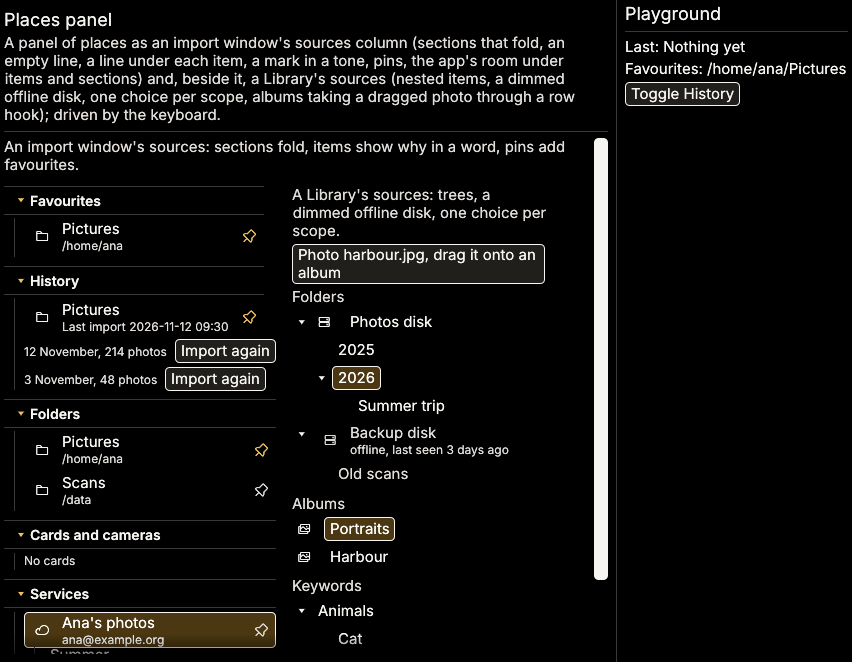 Places panel
A panel of places as an import window's sources column (sections that fold, an
empty line, a line under each item, a mark in a tone, pins, the app's room under
items and sections) and, beside it, a Library's sources (nested items, a dimmed
offline disk, one choice per scope, albums taking a dragged photo through a row
hook); driven by the keyboard.
An import window's sources: sections fold, items show why in a word, pins add
favourites.
Favourites
Pictures
/home/ana
History
Pictures
Last import 2026-11-12 09:30
12 November, 214 photos
Import again
3 November, 48 photos
Import again
Folders
Pictures
/home/ana
Scans
/data
Cards and cameras
No cards
Services
Ana's photos
ana@example.org
Summer
A Library's sources: trees, a
dimmed offline disk, one choice per
scope.
Photo harbour.jpg, drag it onto an
album
Folders
Photos disk
2025
2026
Summer trip
Backup disk
offline, last seen 3 days ago
Old scans
Albums
Portraits
Harbour
Keywords
Animals
Cat
Playground
Last: Nothing yet
Favourites: /home/ana/Pictures
Toggle History